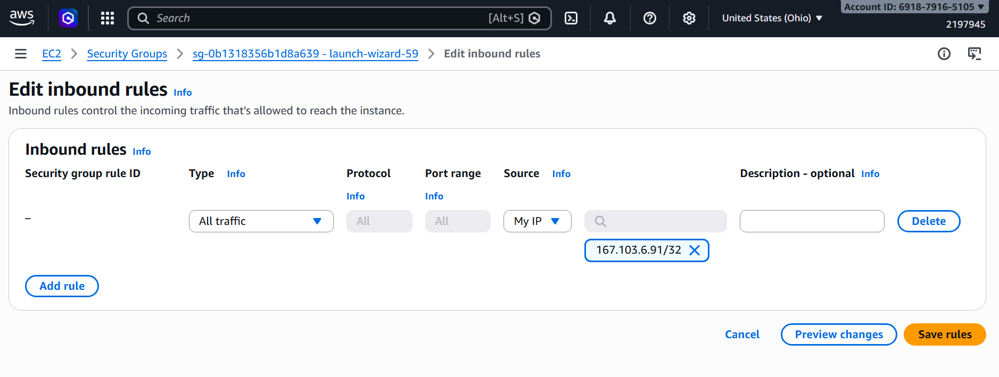 aws
Search [Alt+S]
United States (Ohio)
Account ID: 6918-7916-5105
2197945
EC2 > Security Groups > sg-0b1318356b1d8a639 - launch-wizard-59 > Edit inbound rules
Edit inbound rules Info
Inbound rules control the incoming traffic that's allowed to reach the instance.
Inbound rules Info
Security group rule ID Type Info Protocol Port range Source Info Description - optional Info
Info Info
– All traffic All All My IP Delete
167.103.6.91/32
Add rule
Cancel Preview changes Save rules